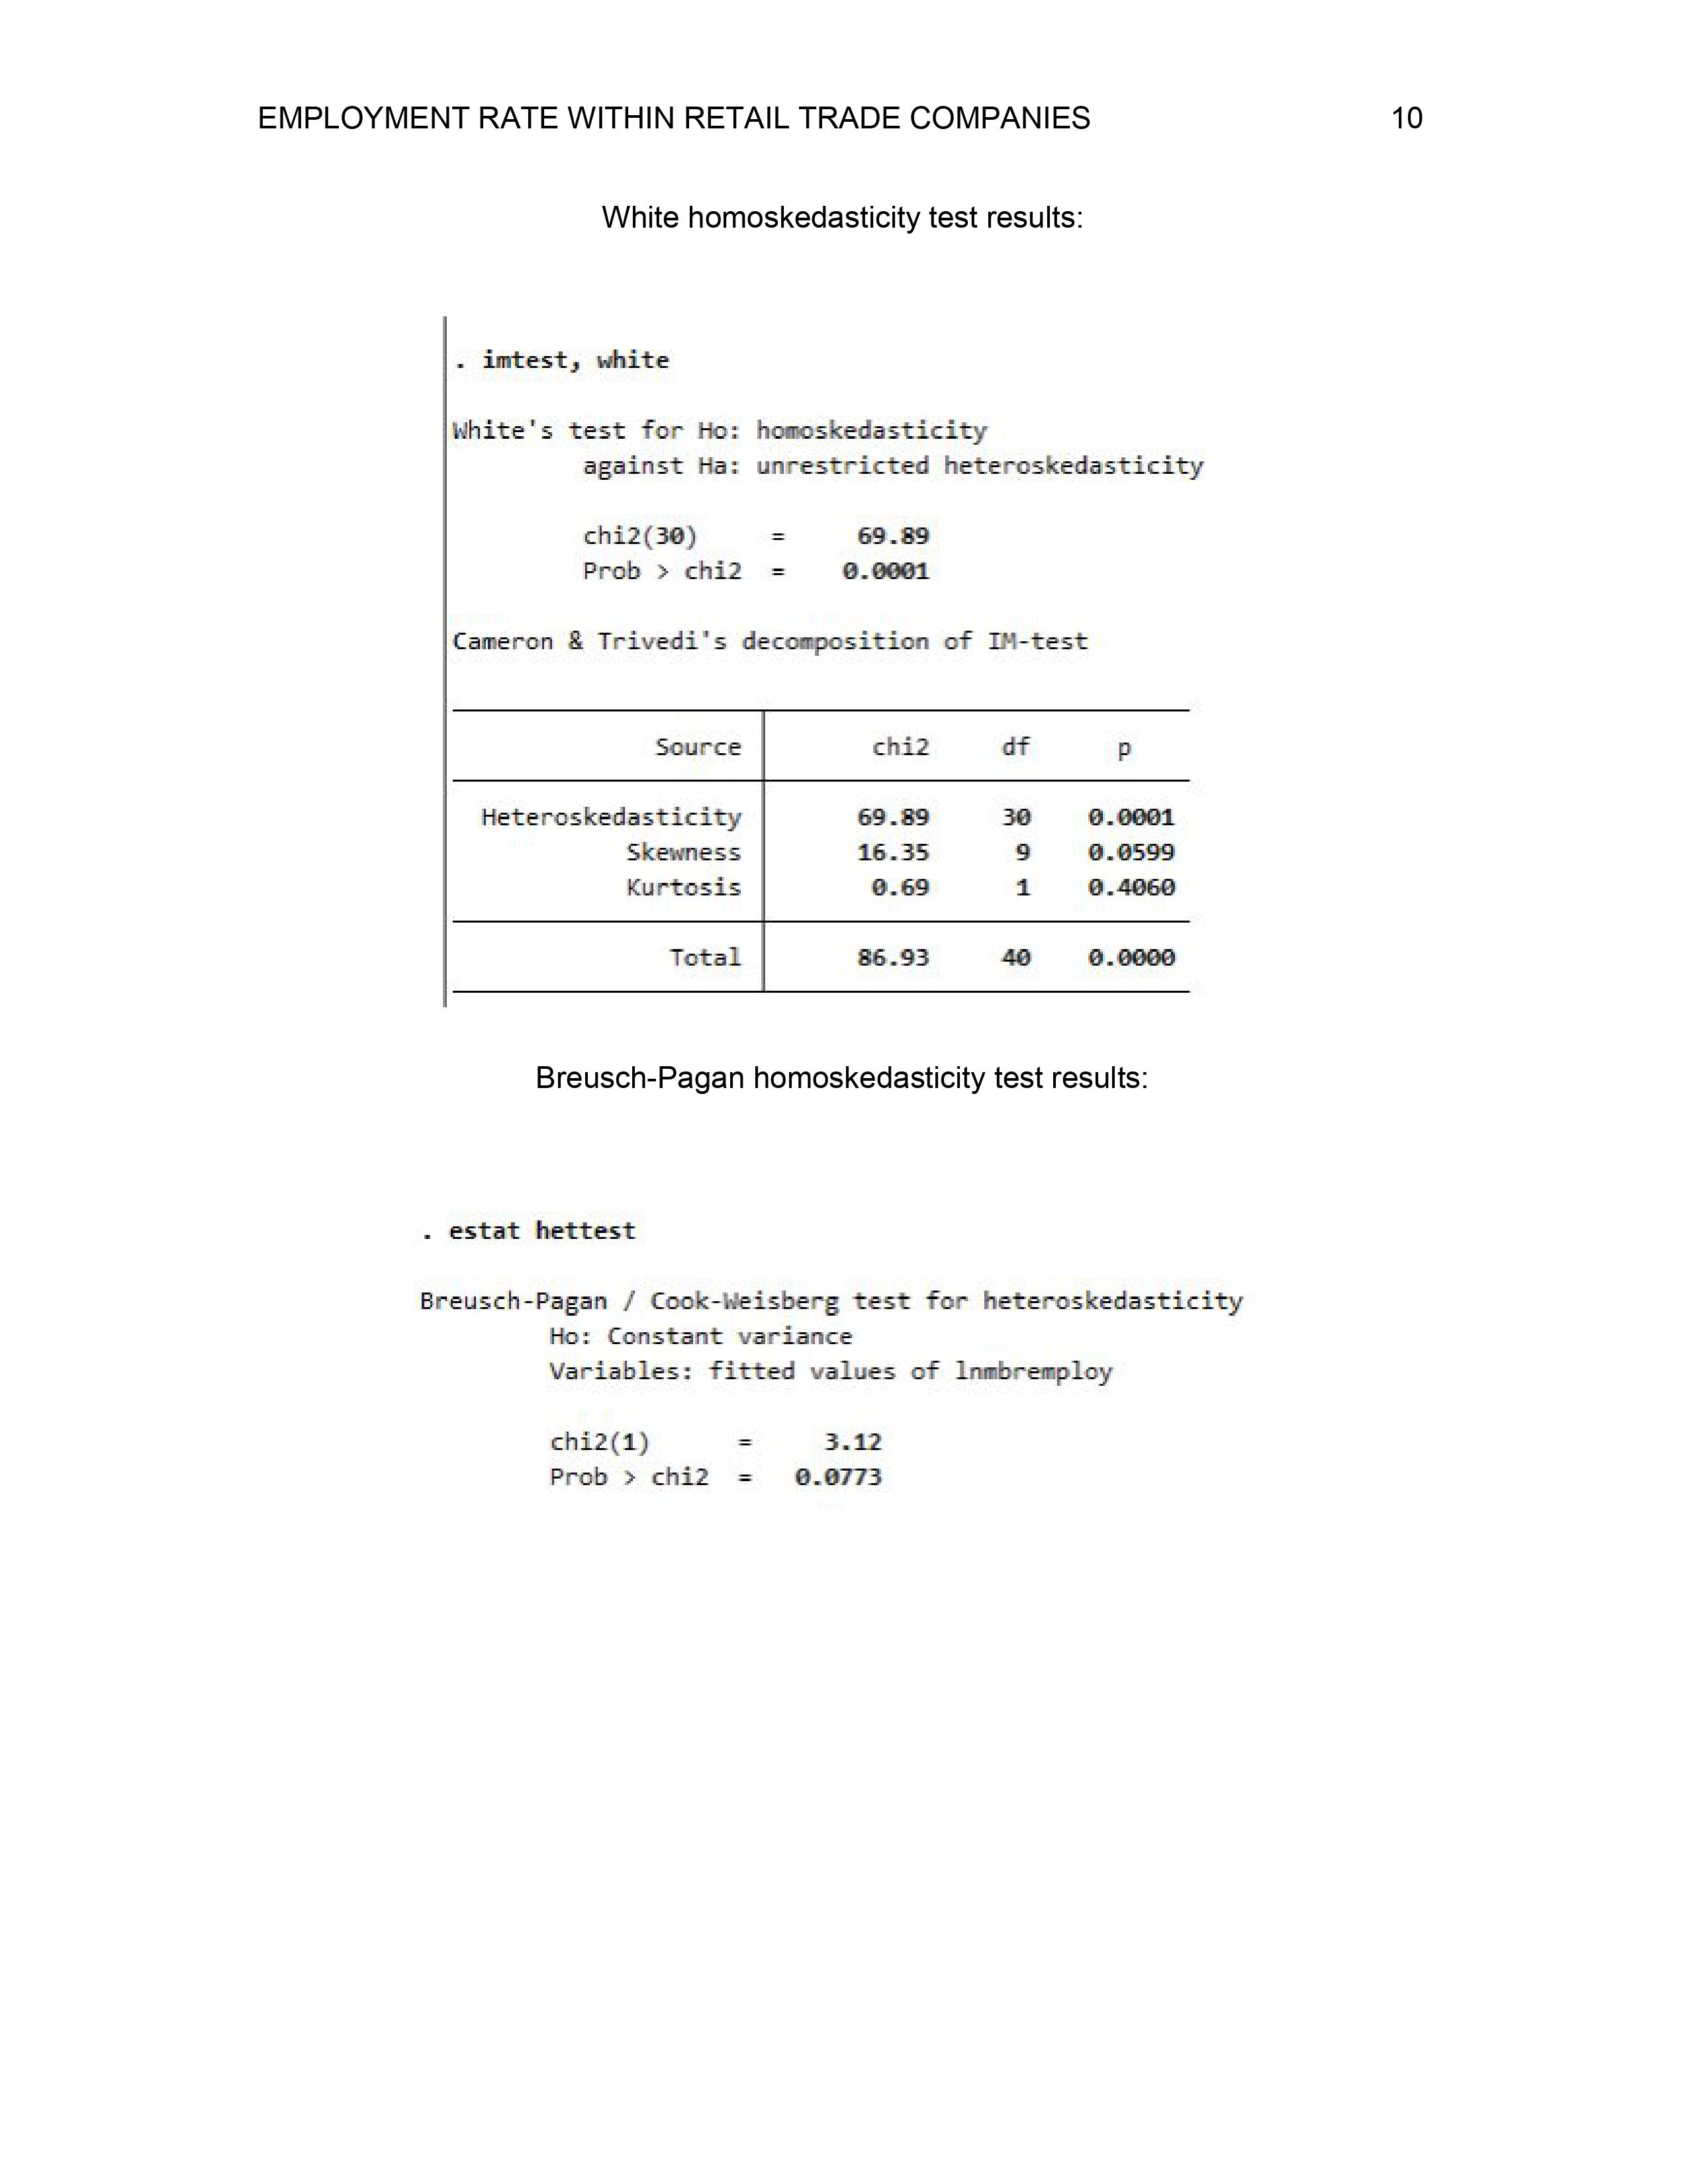 EMPLOYMENT RATE WITHIN RETAIL TRADE COMPANIES 10
White homoskedasticity test results:
. imtest, white
White's test for Ho: homoskedasticity
against Ha: unrestricted heteroskedasticity
chi2(30) = 69.89
Prob > chi2 = 0.0001
Cameron & Trivedi's decomposition of IM-test
Source chi2 df p
Heteroskedasticity 69.89 30 0.0001
Skewness 16.35 9 0.0599
Kurtosis 0.69 1 0.4060
Total 86.93 40 0.0000
Breusch-Pagan homoskedasticity test results:
. estat hettest
Breusch-Pagan / Cook-Weisberg test for heteroskedasticity
Ho: Constant variance
Variables: fitted values of lnmbremploy
chi2(1) = 3.12
Prob > chi2 = 0.0773